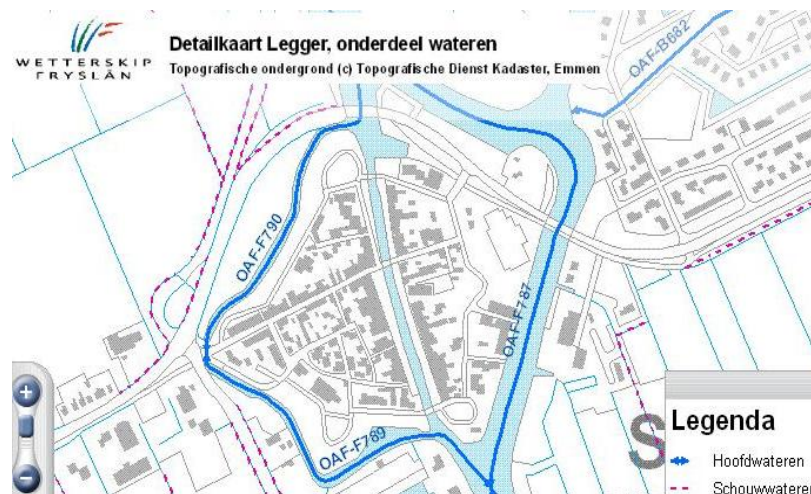 WETTERSKIP
FRYSLÂN
Detailkaart Legger, onderdeel wateren
Topografische ondergrond (c) Topografische Dienst Kadaster, Emmen
OAF-B682
OAF-F790
OAF-F787
OAF-F789
S
Legenda
Hoofdwateren
Schouwwateren